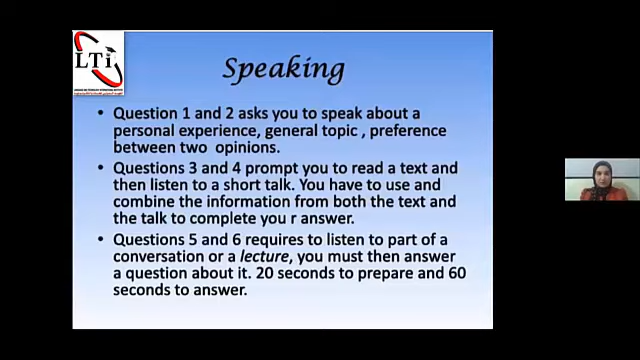 LTi
Speaking
• Question 1 and 2 asks you to speak about a
personal experience, general topic , preference
between two opinions.
• Questions 3 and 4 prompt you to read a text and
then listen to a short talk. You have to use and
combine the information from both the text and
the talk to complete you r answer.
• Questions 5 and 6 requires to listen to part of a
conversation or a lecture, you must then answer
a question about it. 20 seconds to prepare and 60
seconds to answer.